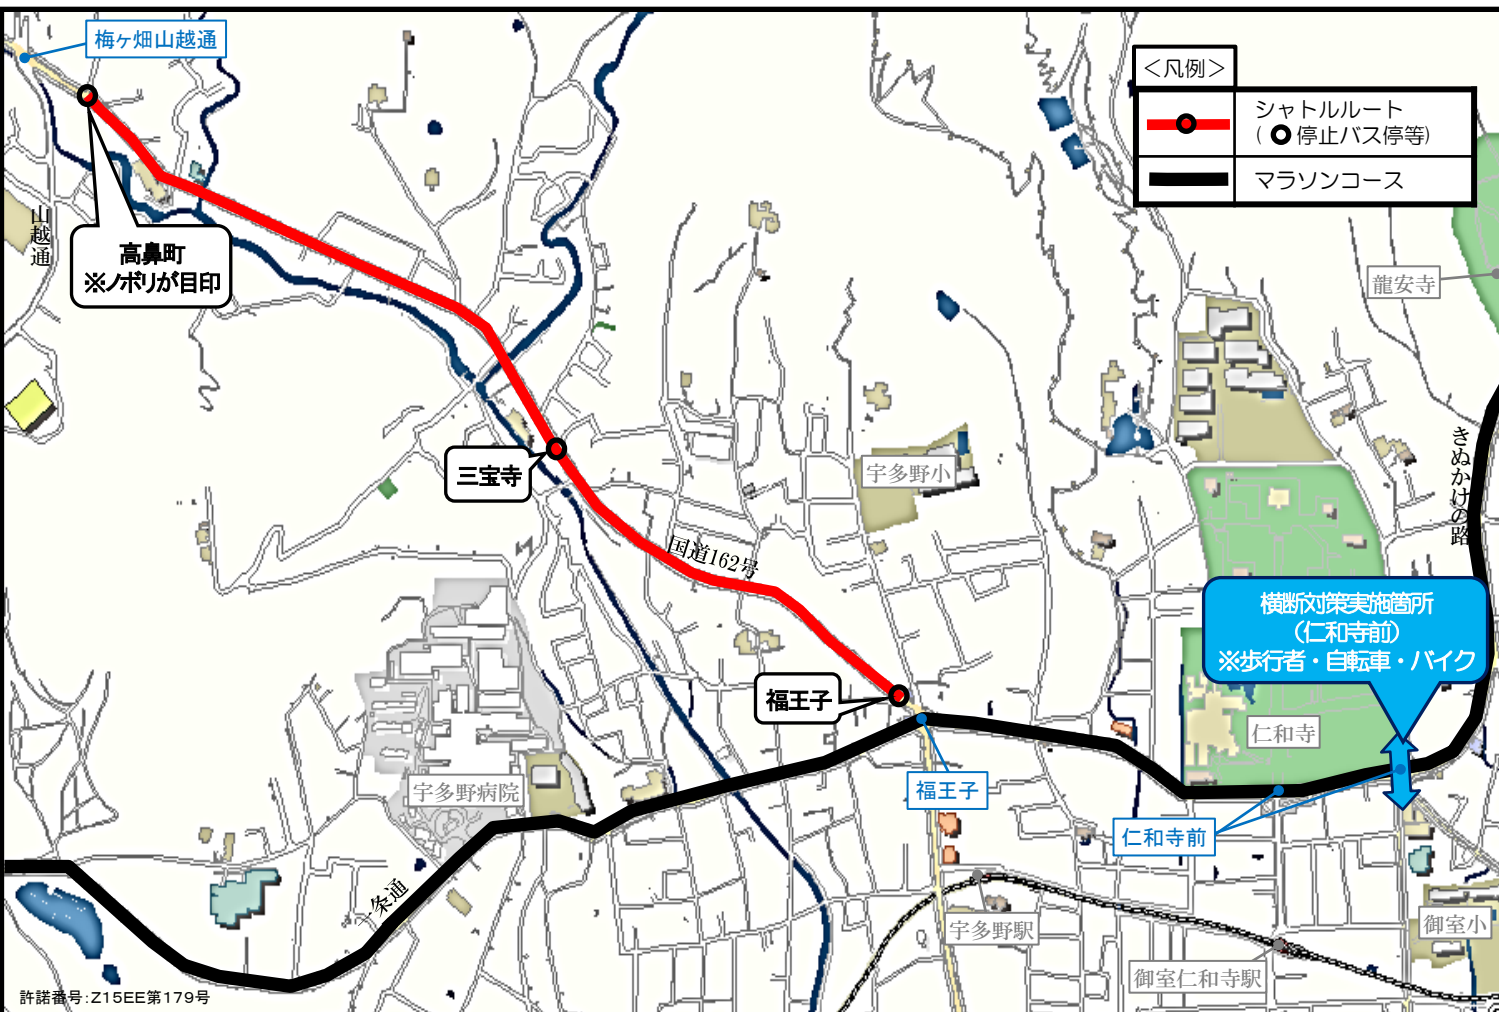 梅ヶ畑山越通
<凡例>
シャトルルート
(○停止バス停等)
マラソンコース
山越通
高鼻町
※ノボリが目印
龍安寺
三宝寺
宇多野小
きぬかけの路
国道162号
横断対策実施箇所
(仁和寺前)
※歩行者・自転車・バイク
福王子
仁和寺
宇多野病院
福王子
仁和寺前
一条通
宇多野駅
御室小
御室仁和寺駅
許諾番号:Z15EE第179号